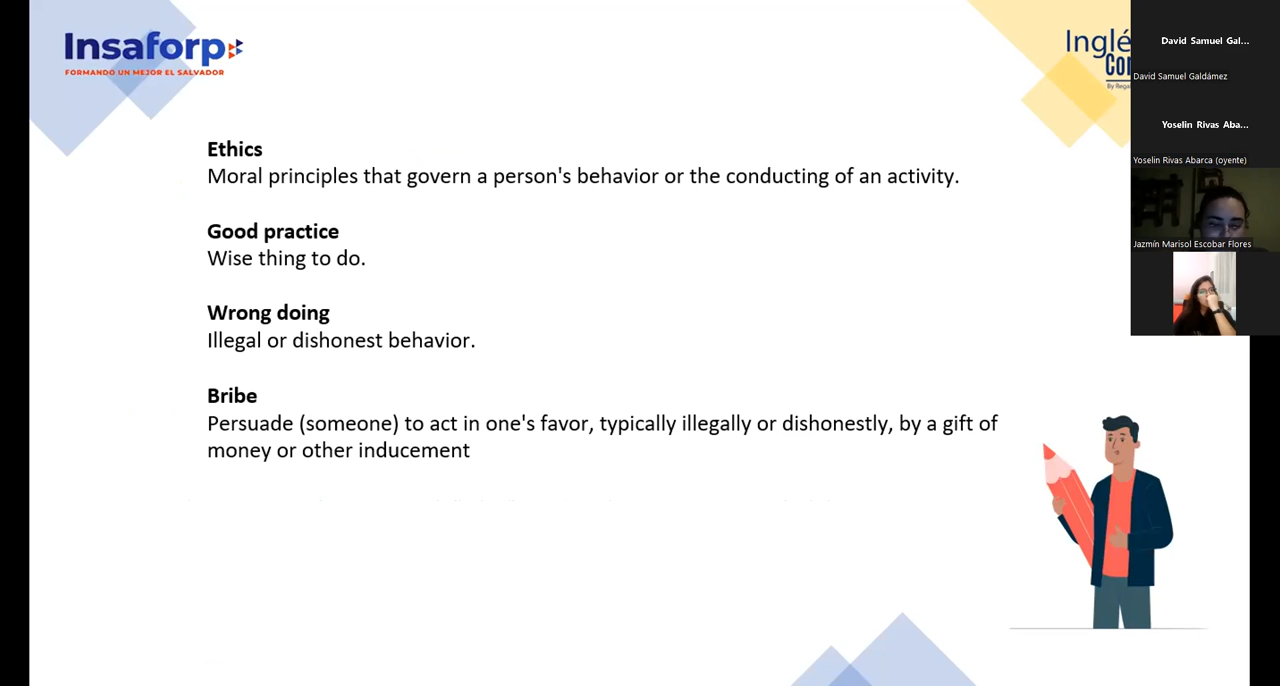 Insaforp
FORMANDO UN MEJOR EL SALVADOR
Ethics
Moral principles that govern a person's behavior or the conducting of an activity.
Good practice
Wise thing to do.
Wrong doing
Illegal or dishonest behavior.
Bribe
Persuade (someone) to act in one's favor, typically illegally or dishonestly, by a gift of
money or other inducement
David Samuel Gal...
David Samuel Galdámez
Yoselin Rivas Aba...
Yoselin Rivas Abarca (oyente)
Jazmín Marisol Escobar Flores